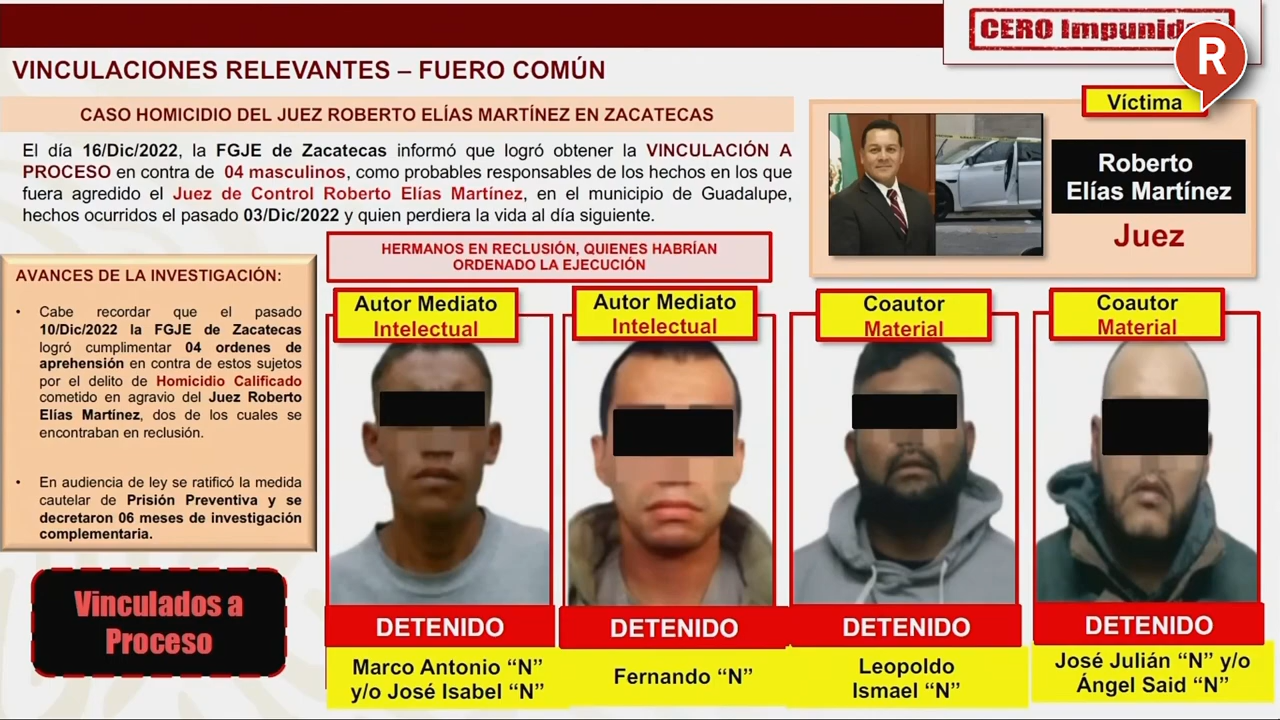 CERO Impunid
R
VINCULACIONES RELEVANTES – FUERO COMÚN
CASO HOMICIDIO DEL JUEZ ROBERTO ELÍAS MARTÍNEZ EN ZACATECAS
El día 16/Dic/2022, la FGJE de Zacatecas informó que logró obtener la VINCULACIÓN A
PROCESO en contra de 04 masculinos, como probables responsables de los hechos en los que
fuera agredido el Juez de Control Roberto Elías Martínez, en el municipio de Guadalupe,
hechos ocurridos el pasado 03/Dic/2022 y quien perdiera la vida al día siguiente.
Víctima
Roberto
Elías Martínez
Juez
AVANCES DE LA INVESTIGACIÓN:
• Cabe recordar que el pasado
10/Dic/2022 la FGJE de Zacatecas
logró cumplimentar 04 ordenes de
aprehensión en contra de estos sujetos
por el delito de Homicidio Calificado
cometido en agravio del Juez Roberto
Elías Martínez, dos de los cuales se
encontraban en reclusión.
• En audiencia de ley se ratificó la medida
cautelar de Prisión Preventiva y se
decretaron 06 meses de investigación
complementaria.
Vinculados a
Proceso
HERMANOS EN RECLUSIÓN, QUIENES HABRÍAN
ORDENADO LA EJECUCIÓN
Autor Mediato
Intelectual
DETENIDO
Marco Antonio “N”
y/o José Isabel “N”
Autor Mediato
Intelectual
DETENIDO
Fernando “N”
Coautor
Material
DETENIDO
Leopoldo
Ismael “N”
Coautor
Material
DETENIDO
José Julián “N” y/o
Ángel Said “N”